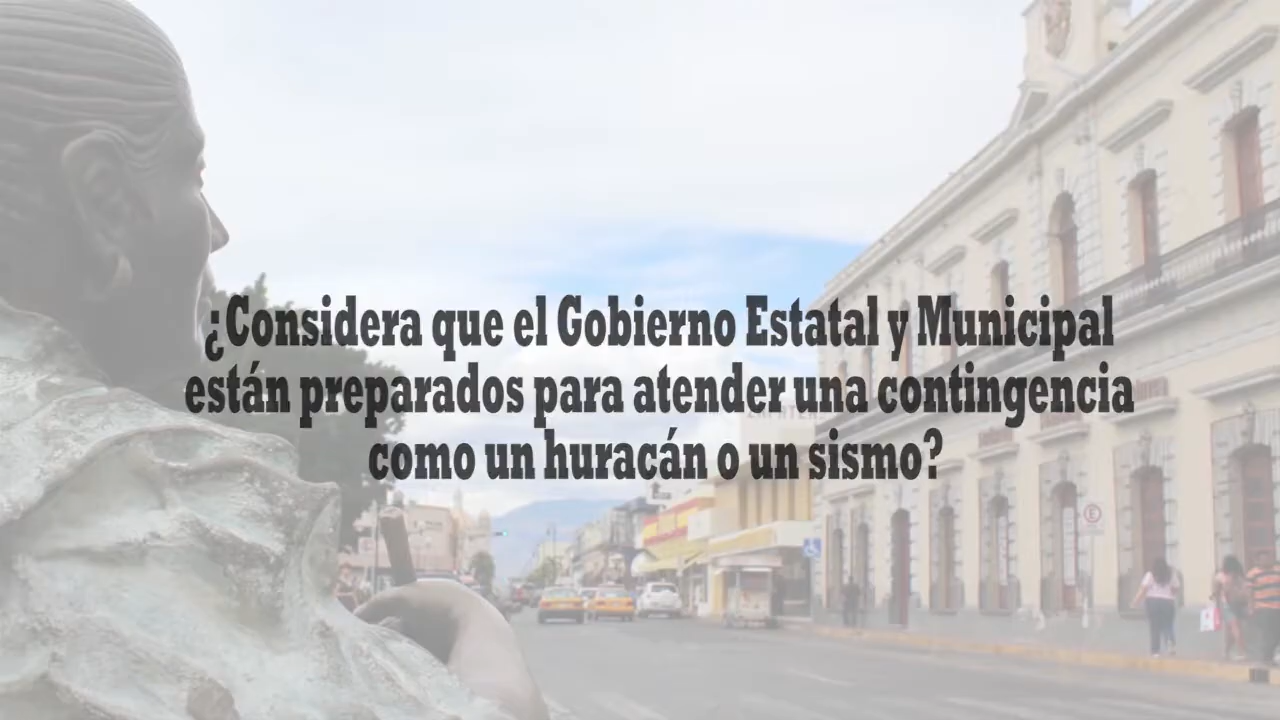 ¿Considera que el Gobierno Estatal y Municipal
están preparados para atender una contingencia
como un huracán o un sismo?
E